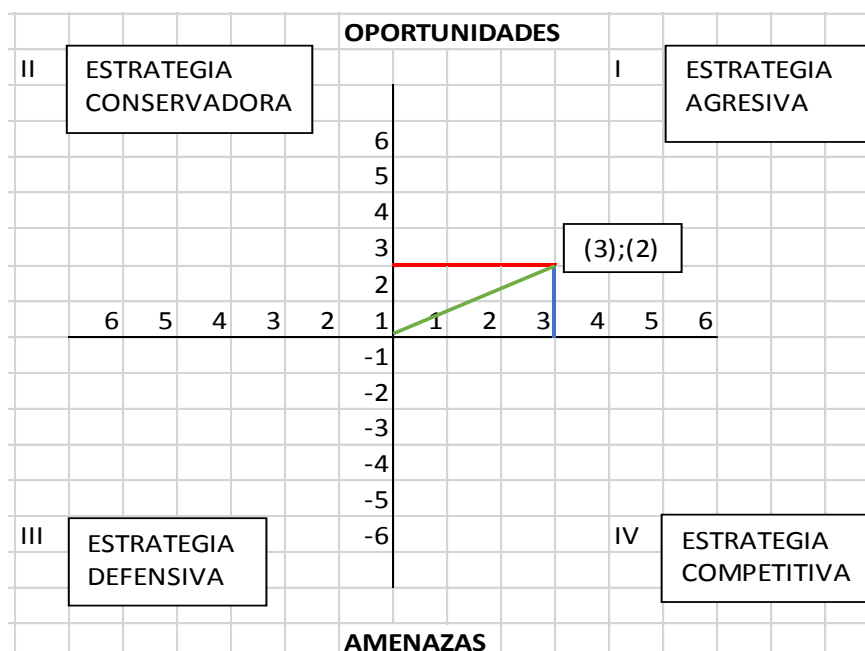 OPORTUNIDADES
II
ESTRATEGIA
CONSERVADORA
I
ESTRATEGIA
AGRESIVA
6
5
4
3
(3);(2)
2
6 5 4 3 2 1 1 2 3 4 5 6
-1
-2
-3
-4
-5
-6
III
ESTRATEGIA
DEFENSIVA
IV
ESTRATEGIA
COMPETITIVA
AMENAZAS